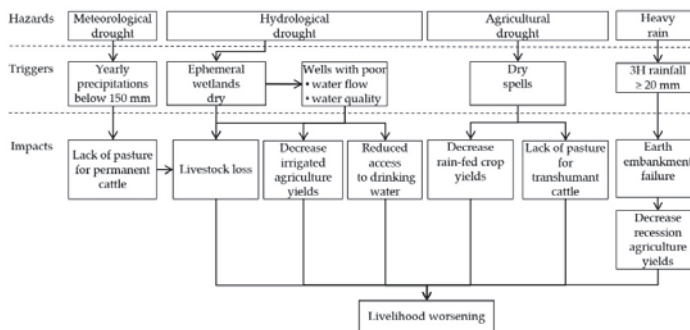 Hazards
Meteorological
drought
Hydrological
drought
Agricultural
drought
Heavy
rain
Triggers
Yearly
precipitations
below 150 mm
Ephemeral
wetlands
dry
Wells with poor
• water flow
• water quality
Dry
spells
3H rainfall
≥ 20 mm
Impacts
Lack of pasture
for permanent
cattle
Livestock loss
Decrease
irrigated
agriculture
yields
Reduced
access
to drinking
water
Decrease
rain-fed crop
yields
Lack of pasture
for
transhumant
cattle
Earth
embankment
failure
Decrease
recession
agriculture
yields
Livelihood worsening